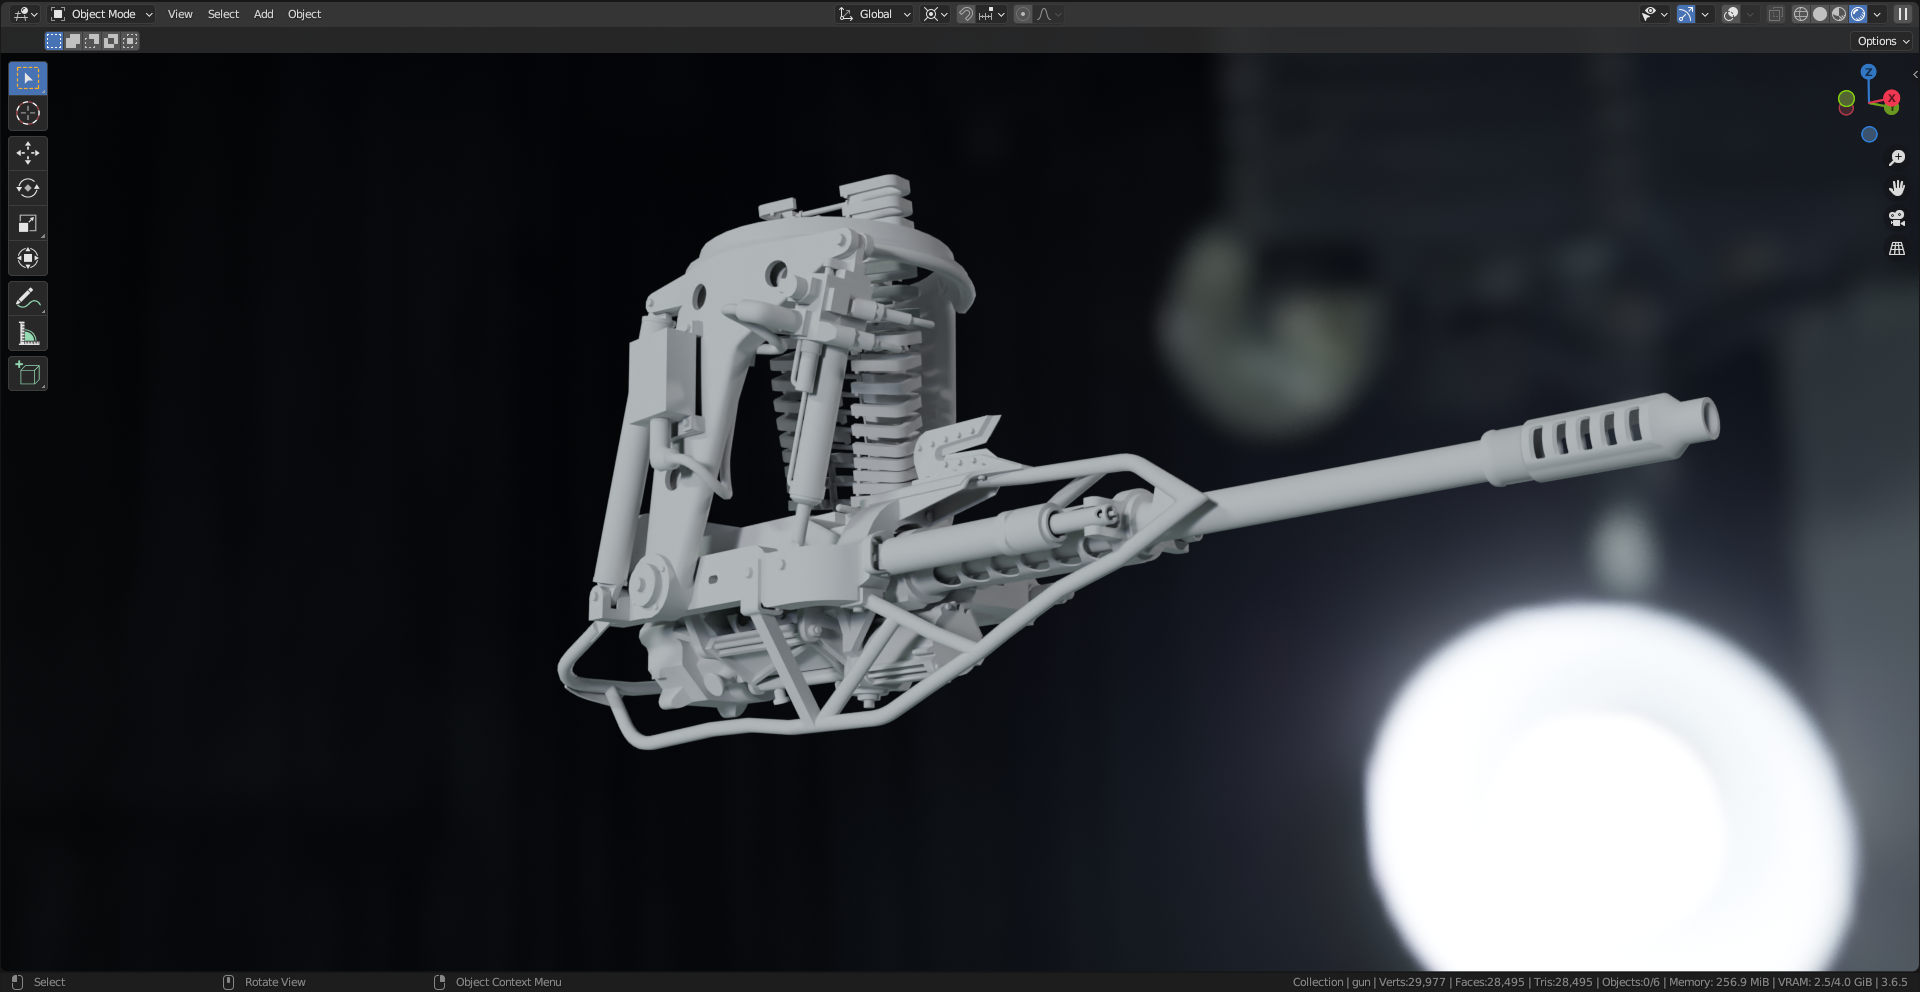 Object Mode View Select Add Object Global
Options
Z
X
Y
Select Rotate View Object Context Menu Collection | gun | Verts:29,977 | Faces:28,495 | Tris:28,495 | Objects:0/6 | Memory: 256.9 MiB | VRAM: 2.5/4.0 GiB | 3.6.5